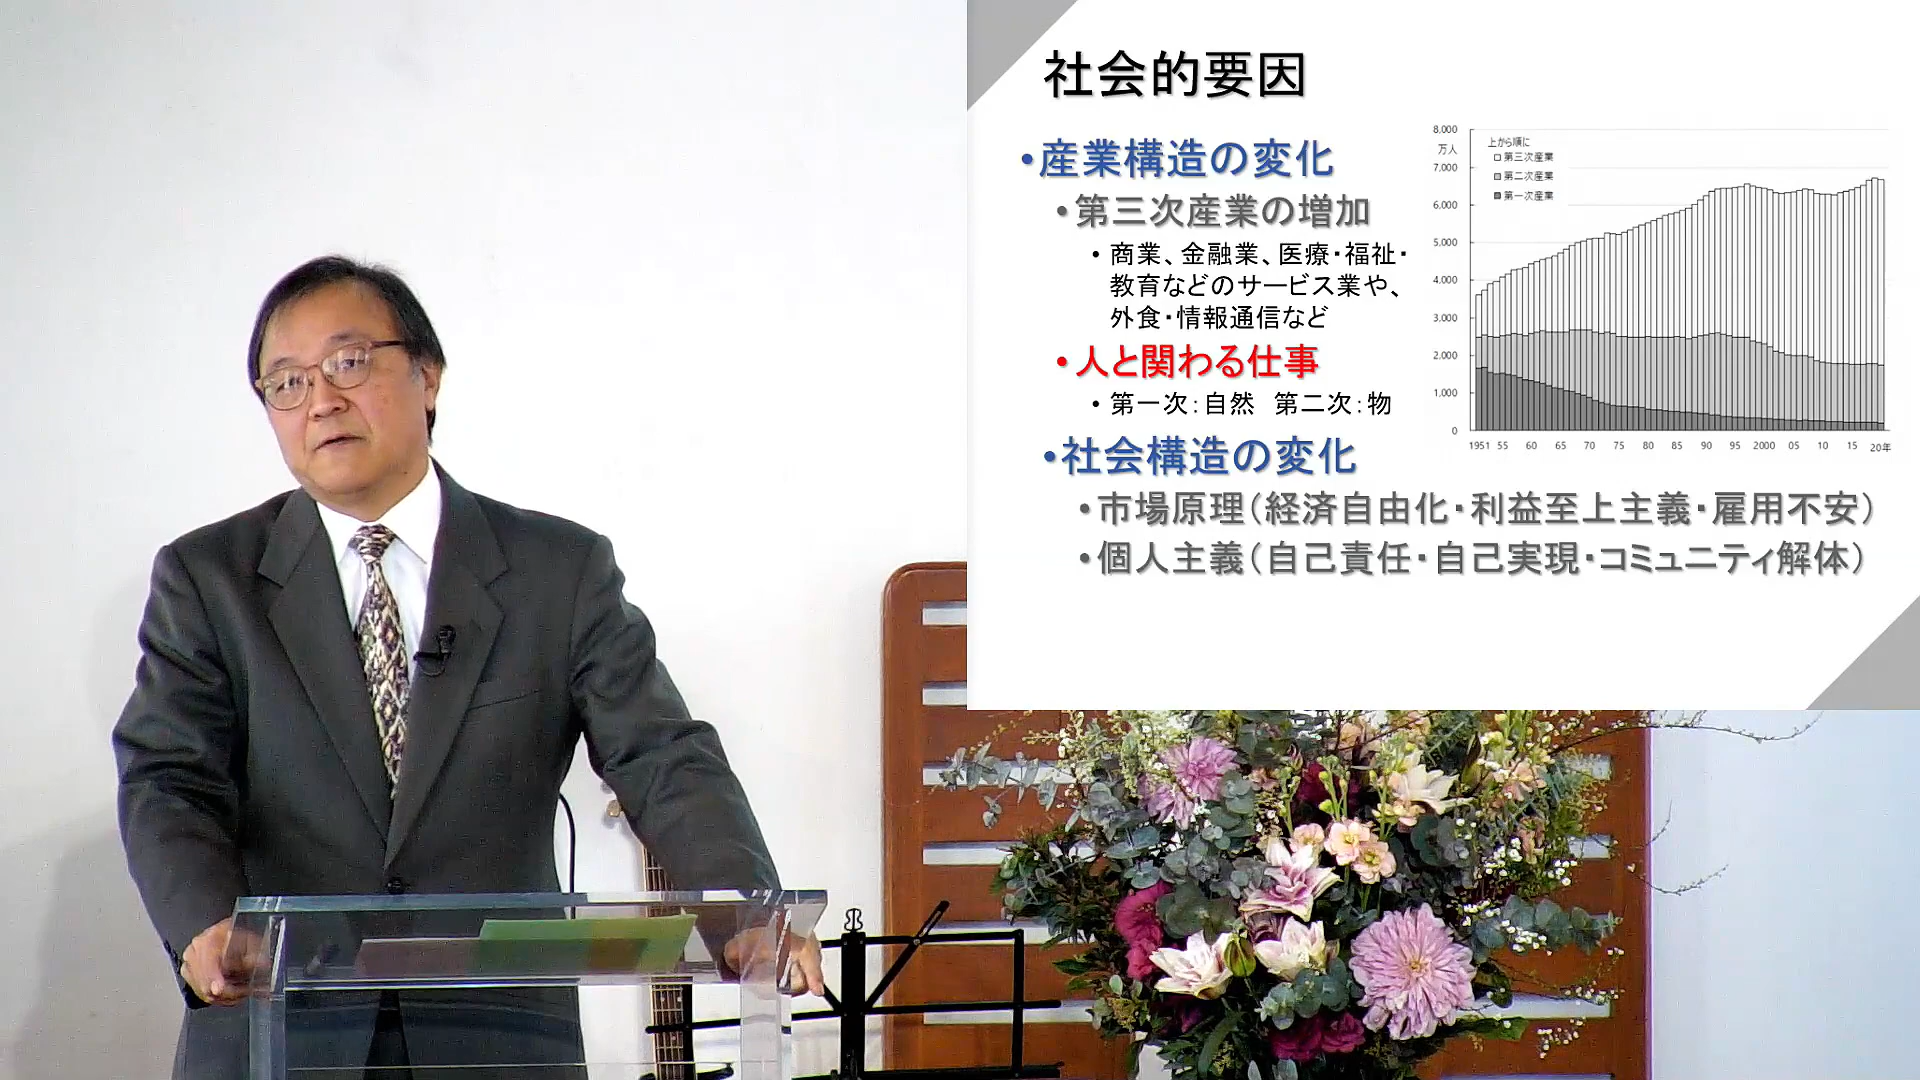 社会的要因
•産業構造の変化
•第三次産業の増加
•商業、金融業、医療・福祉・
教育などのサービス業や、
外食・情報通信など
•人と関わる仕事
•第一次：自然　第二次：物
•社会構造の変化
•市場原理（経済自由化・利益至上主義・雇用不安）
•個人主義（自己責任・自己実現・コミュニティ解体）
8,000
万人
7,000
6,000
5,000
4,000
3,000
2,000
1,000
0
上から順に
第三次産業
第二次産業
第一次産業
1951 55 60 65 70 75 80 85 90 95 2000 05 10 15 20年